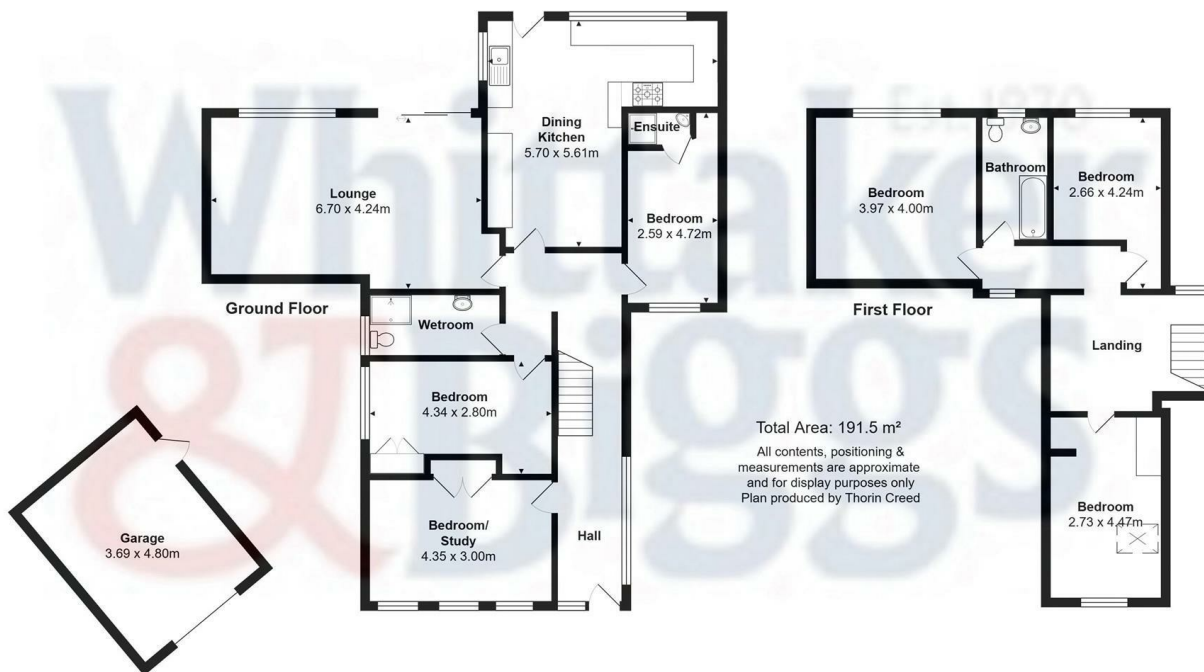 Whittaker
& Biggs
Est. 1870
Dining
Kitchen
5.70 x 5.61m
Ensuite
Lounge
6.70 x 4.24m
Bedroom
2.59 x 4.72m
Ground Floor
Wetroom
Bedroom
4.34 x 2.80m
Bedroom/
Study
4.35 x 3.00m
Hall
Garage
3.69 x 4.80m
Bedroom
3.97 x 4.00m
Bathroom
Bedroom
2.66 x 4.24m
First Floor
Landing
Bedroom
2.73 x 4.47m
Total Area: 191.5 m²
All contents, positioning &
measurements are approximate
and for display purposes only
Plan produced by Thorin Creed